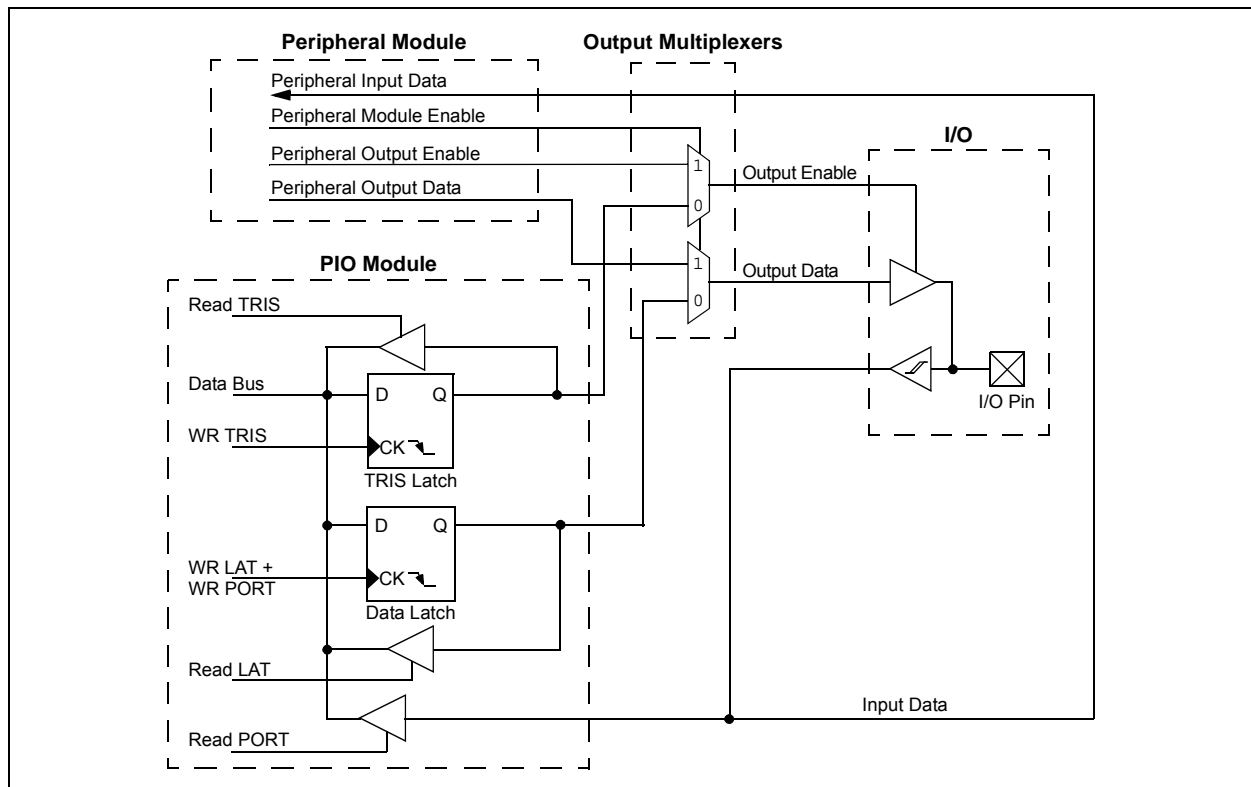 Peripheral Module
Output Multiplexers
Peripheral Input Data
Peripheral Module Enable
I/O
Peripheral Output Enable
1
Output Enable
Peripheral Output Data
0
PIO Module
1
Output Data
Read TRIS
0
Data Bus
D
Q
I/O Pin
WR TRIS
CK
TRIS Latch
D
Q
WR LAT +
WR PORT
CK
Data Latch
Read LAT
Input Data
Read PORT